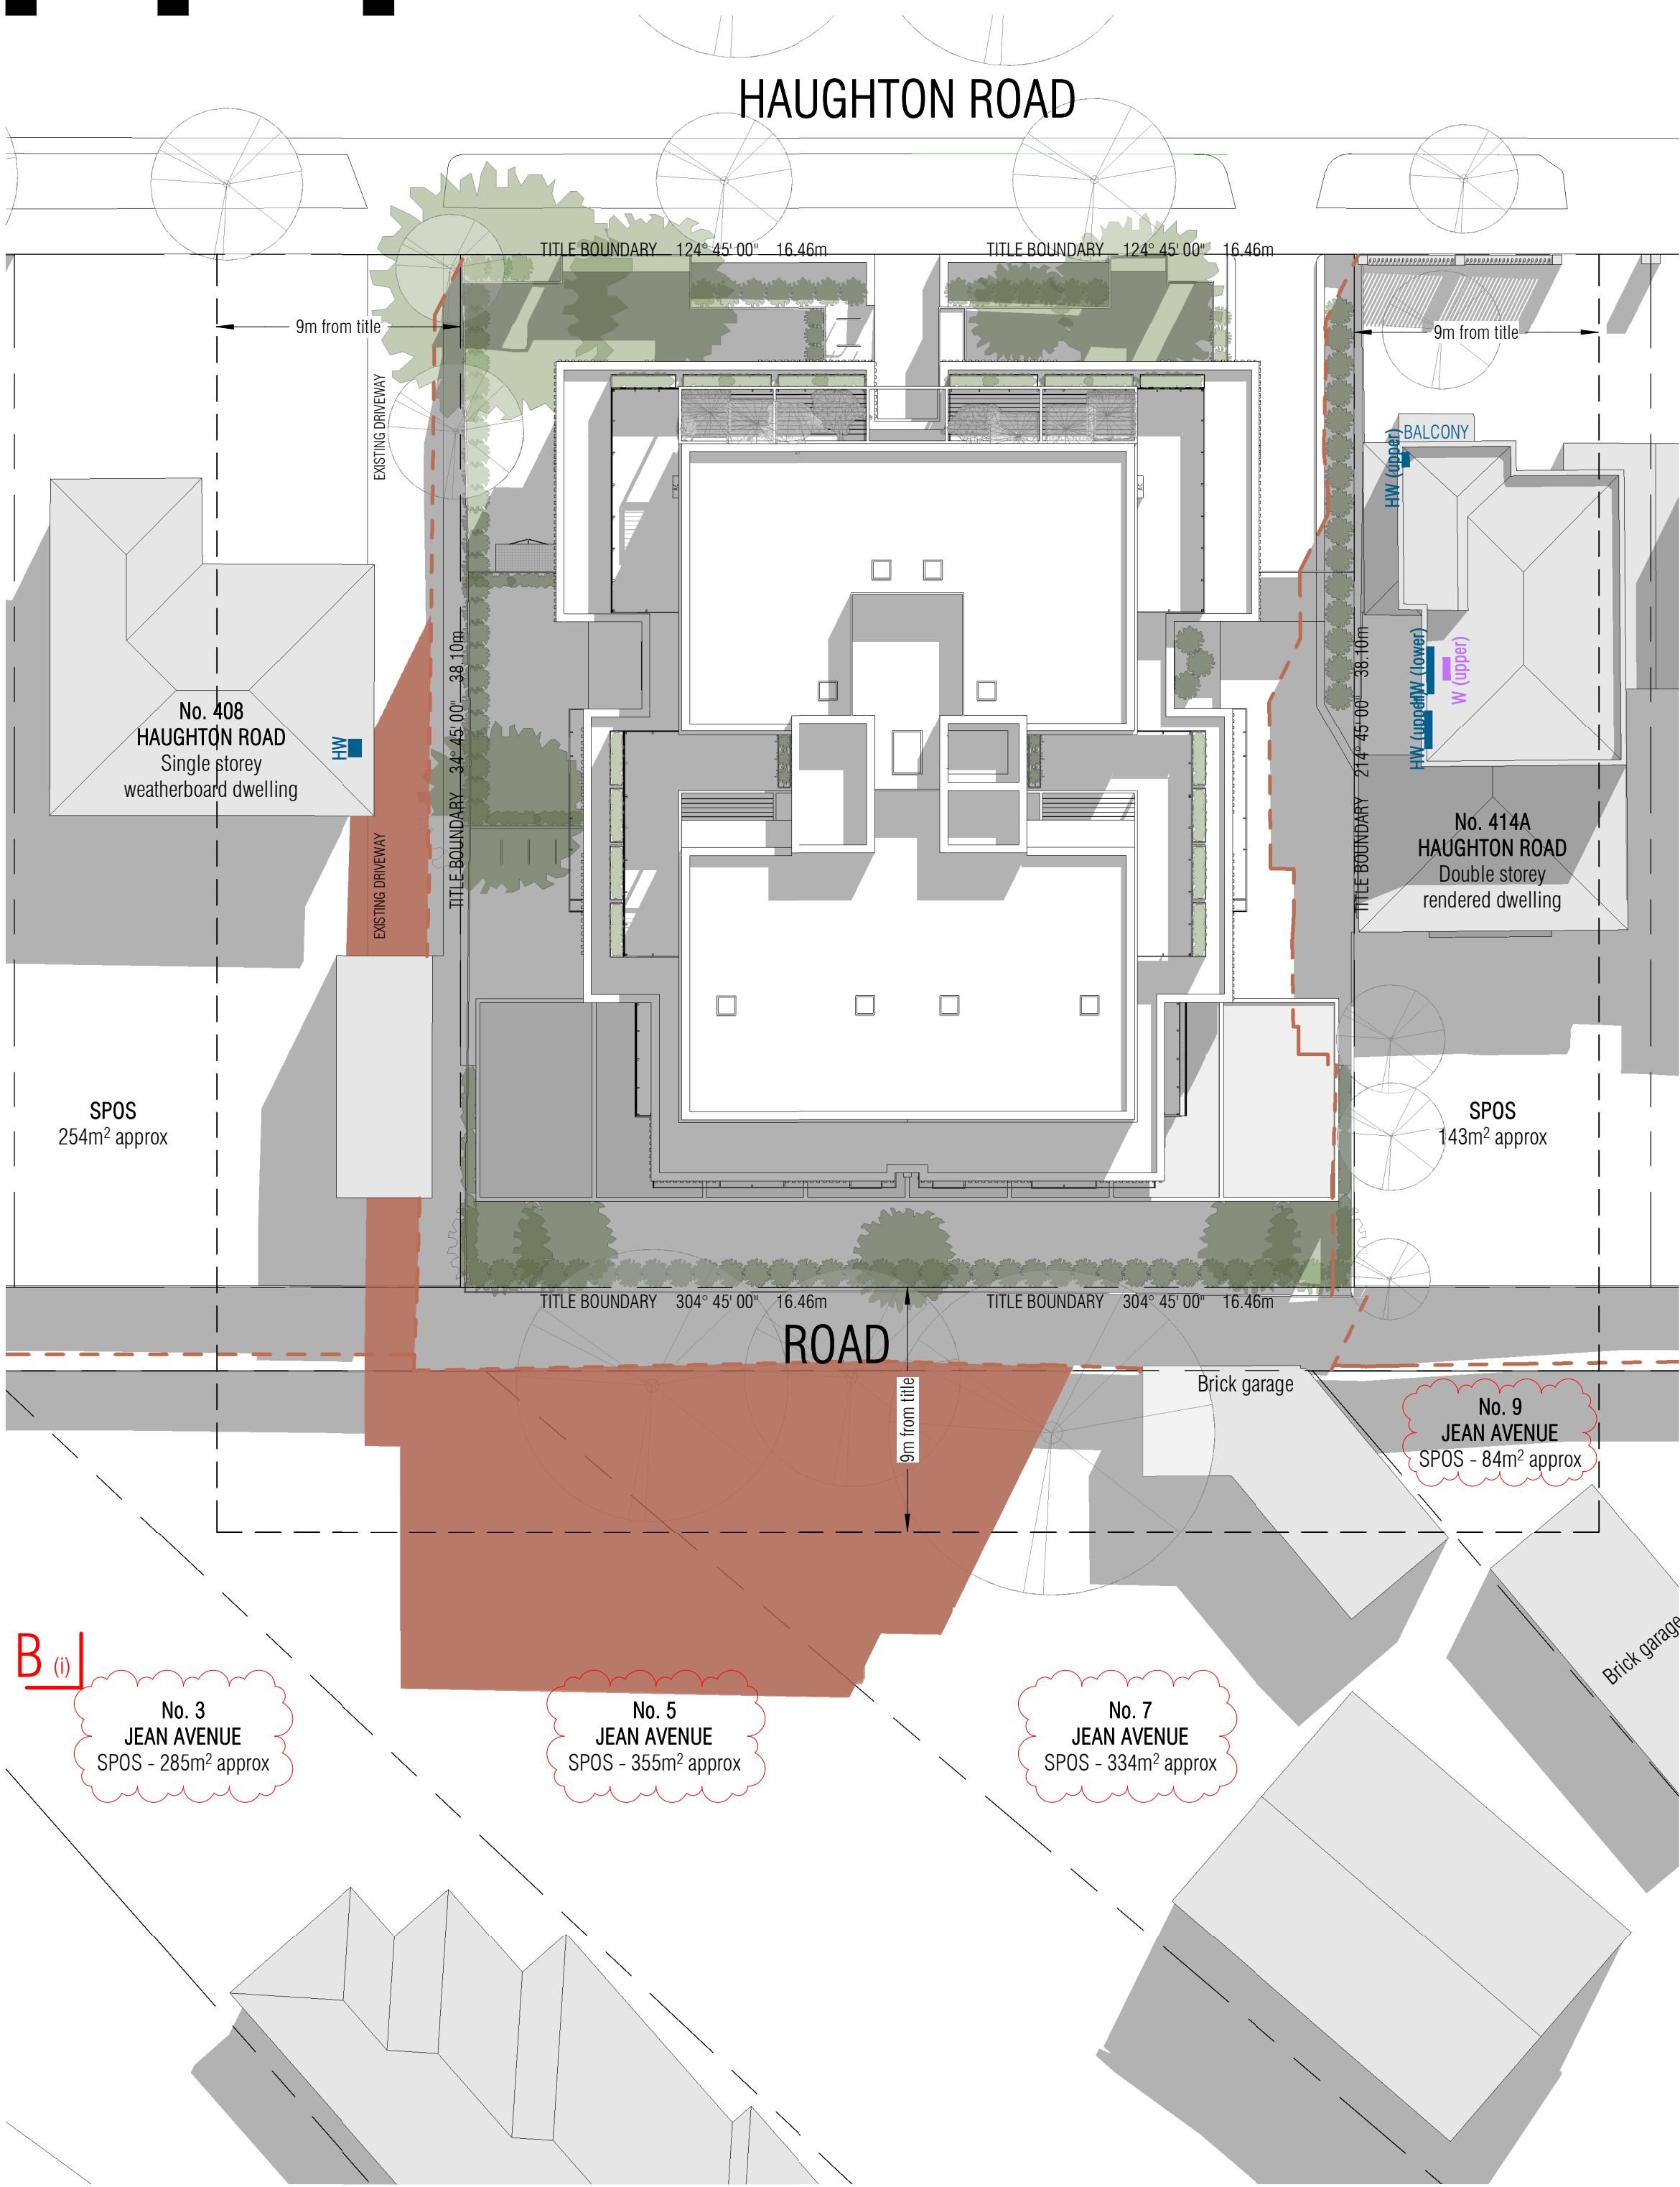 HAUGHTON ROAD
TITLE BOUNDARY 124° 45' 00" 16.46m
TITLE BOUNDARY 124° 45' 00" 16.46m
9m from title
9m from title
EXISTING DRIVEWAY
BALCONY
HW (upper)
HW (lower)
W (upper)
HW (upper)
TITLE BOUNDARY 34° 45' 00" 38.10m
TITLE BOUNDARY 214° 45' 00" 38.10m
No. 408
HAUGHTON ROAD
Single storey
weatherboard dwelling
HW
EXISTING DRIVEWAY
No. 414A
HAUGHTON ROAD
Double storey
rendered dwelling
SPOS
254m² approx
SPOS
143m² approx
TITLE BOUNDARY 304° 45' 00" 16.46m
TITLE BOUNDARY 304° 45' 00" 16.46m
ROAD
9m from title
Brick garage
No. 9
JEAN AVENUE
SPOS - 84m² approx
Brick garage
B (i)
No. 3
JEAN AVENUE
SPOS - 285m² approx
No. 5
JEAN AVENUE
SPOS - 355m² approx
No. 7
JEAN AVENUE
SPOS - 334m² approx